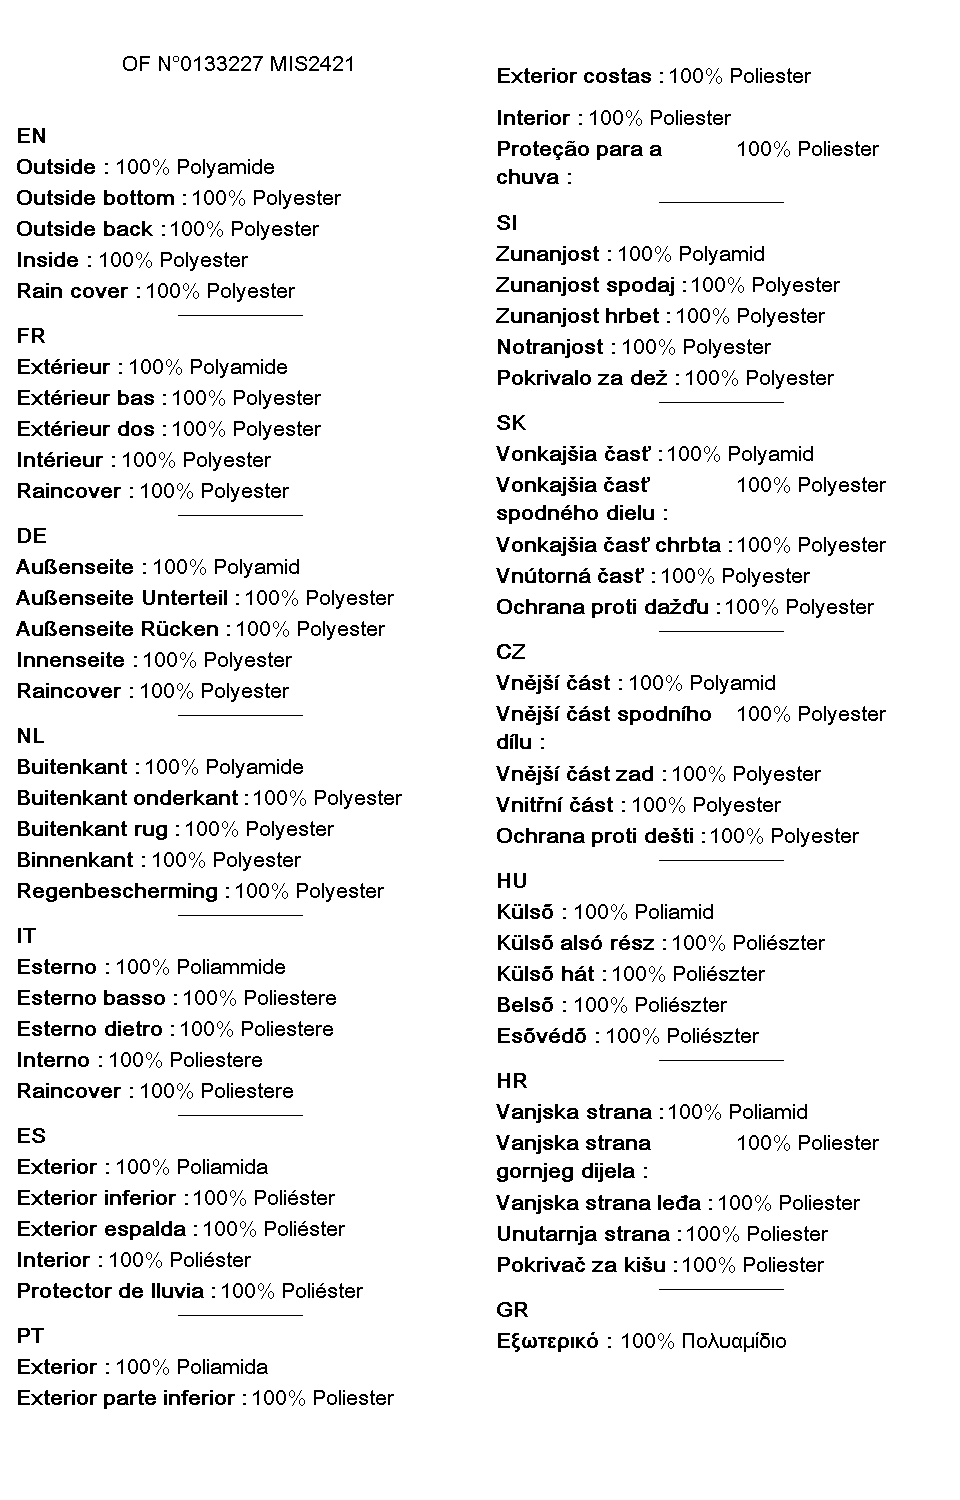 OF N°0133227 MIS2421
EN
Outside : 100% Polyamide
Outside bottom : 100% Polyester
Outside back : 100% Polyester
Inside : 100% Polyester
Rain cover : 100% Polyester
FR
Extérieur : 100% Polyamide
Extérieur bas : 100% Polyester
Extérieur dos : 100% Polyester
Intérieur : 100% Polyester
Raincover : 100% Polyester
DE
Außenseite : 100% Polyamid
Außenseite Unterteil : 100% Polyester
Außenseite Rücken : 100% Polyester
Innenseite : 100% Polyester
Raincover : 100% Polyester
NL
Buitenkant : 100% Polyamide
Buitenkant onderkant : 100% Polyester
Buitenkant rug : 100% Polyester
Binnenkant : 100% Polyester
Regenbescherming : 100% Polyester
IT
Esterno : 100% Poliammide
Esterno basso : 100% Poliestere
Esterno dietro : 100% Poliestere
Interno : 100% Poliestere
Raincover : 100% Poliestere
ES
Exterior : 100% Poliamida
Exterior inferior : 100% Poliéster
Exterior espalda : 100% Poliéster
Interior : 100% Poliéster
Protector de lluvia : 100% Poliéster
PT
Exterior : 100% Poliamida
Exterior parte inferior : 100% Poliester
Exterior costas : 100% Poliester
Interior : 100% Poliester
Proteção para a 100% Poliester
chuva :
SI
Zunanjost : 100% Polyamid
Zunanjost spodaj : 100% Polyester
Zunanjost hrbet : 100% Polyester
Notranjost : 100% Polyester
Pokrivalo za dež : 100% Polyester
SK
Vonkajšia časť : 100% Polyamid
Vonkajšia časť 100% Polyester
spodného dielu :
Vonkajšia časť chrbta : 100% Polyester
Vnútorná časť : 100% Polyester
Ochrana proti dažďu : 100% Polyester
CZ
Vnější část : 100% Polyamid
Vnější část spodního 100% Polyester
dílu :
Vnější část zad : 100% Polyester
Vnitřní část : 100% Polyester
Ochrana proti dešti : 100% Polyester
HU
Külsõ : 100% Poliamid
Külsõ alsó rész : 100% Poliészter
Külsõ hát : 100% Poliészter
Belsõ : 100% Poliészter
Esõvédõ : 100% Poliészter
HR
Vanjska strana : 100% Poliamid
Vanjska strana 100% Poliester
gornjeg dijela :
Vanjska strana leđa : 100% Poliester
Unutarnja strana : 100% Poliester
Pokrivač za kišu : 100% Poliester
GR
Εξωτερικό : 100% Πολυαμίδιο